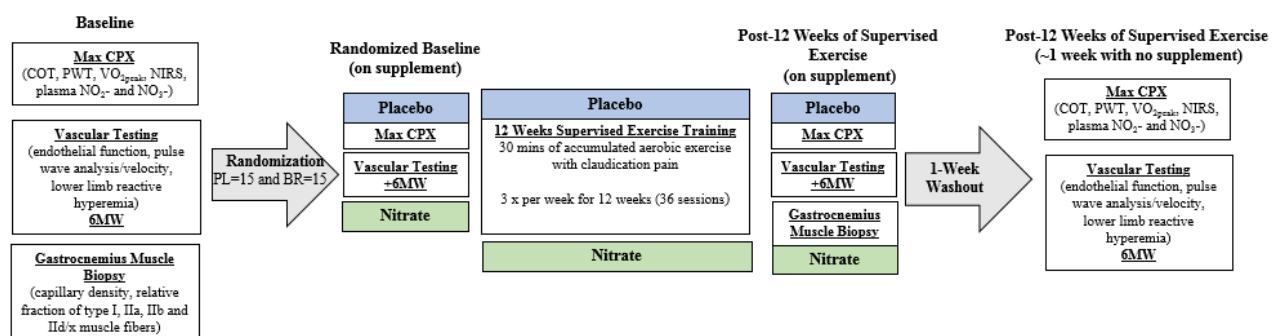 Baseline
Max CPX
(COT, PWT, VO2peak, NIRS,
plasma NO2- and NO3-)
Vascular Testing
(endothelial function, pulse
wave analysis/velocity,
lower limb reactive
hyperemia)
6MW
Gastrocnemius Muscle
Biopsy
(capillary density, relative
fraction of type I, IIa, IIb and
IId/x muscle fibers)
Randomization
PL=15 and BR=15
Randomized Baseline
(on supplement)
Placebo
Max CPX
Vascular Testing
+6MW
Nitrate
Placebo
12 Weeks Supervised Exercise Training
30 mins of accumulated aerobic exercise
with claudication pain
3 x per week for 12 weeks (36 sessions)
Nitrate
Post-12 Weeks of Supervised
Exercise
(on supplement)
Placebo
Max CPX
Vascular Testing
+6MW
Gastrocnemius
Muscle Biopsy
Nitrate
1-Week
Washout
Post-12 Weeks of Supervised Exercise
(~1 week with no supplement)
Max CPX
(COT, PWT, VO2peak, NIRS,
plasma NO2- and NO3-)
Vascular Testing
(endothelial function, pulse
wave analysis/velocity,
lower limb reactive
hyperemia)
6MW